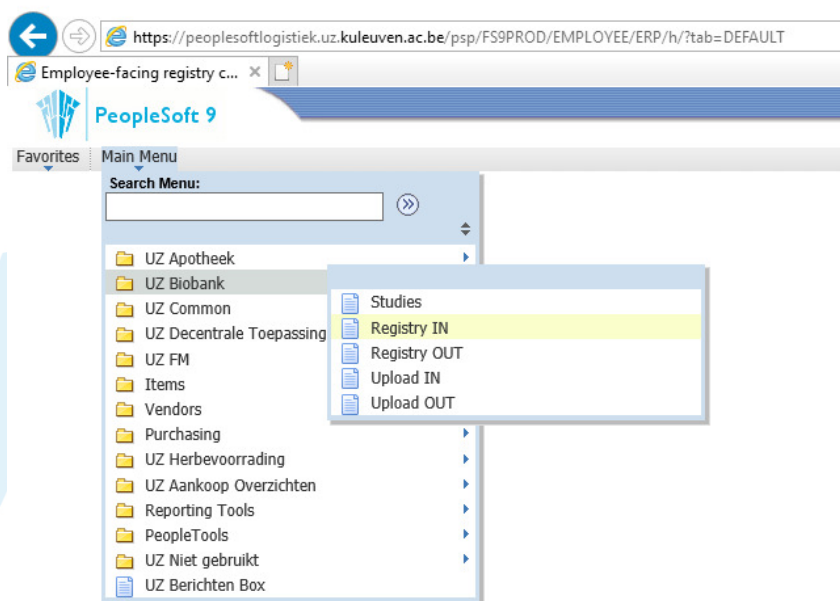 https://peoplesoftlogistiek.uz.kuleuven.ac.be/psp/FS9PROD/EMPLOYEE/ERP/h/?tab=DEFAULT
Employee-facing registry c...
PeopleSoft 9
Favorites Main Menu
Search Menu:
UZ Apotheek
UZ Biobank
UZ Common
UZ Decentrale Toepassing
UZ FM
Items
Vendors
Purchasing
UZ Herbevoorrading
UZ Aankoop Overzichten
Reporting Tools
PeopleTools
UZ Niet gebruikt
UZ Berichten Box
Studies
Registry IN
Registry OUT
Upload IN
Upload OUT